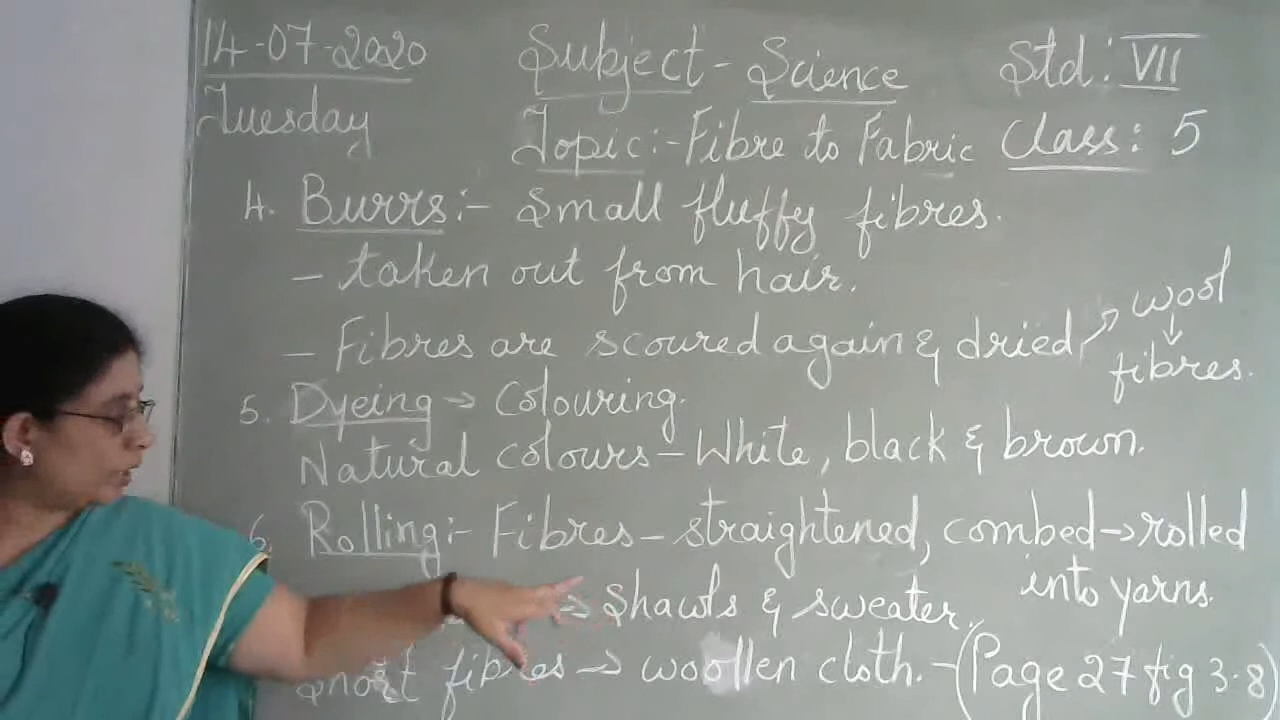 14-07-2020 Subject - Science Std: VII
Tuesday Topic:- Fibre to Fabric Class: 5
4. Burrs:- Small fluffy fibres.
- taken out from hair.
- Fibres are scoured again & dried → wool
↓
fibres.
5. Dyeing → Colouring.
Natural colours - White, black & brown.
6. Rolling:- Fibres - straightened, combed → rolled
into yarns.
→ Shawls & sweater.
Short fibres → woollen cloth. - (Page 27 fig 3.8)